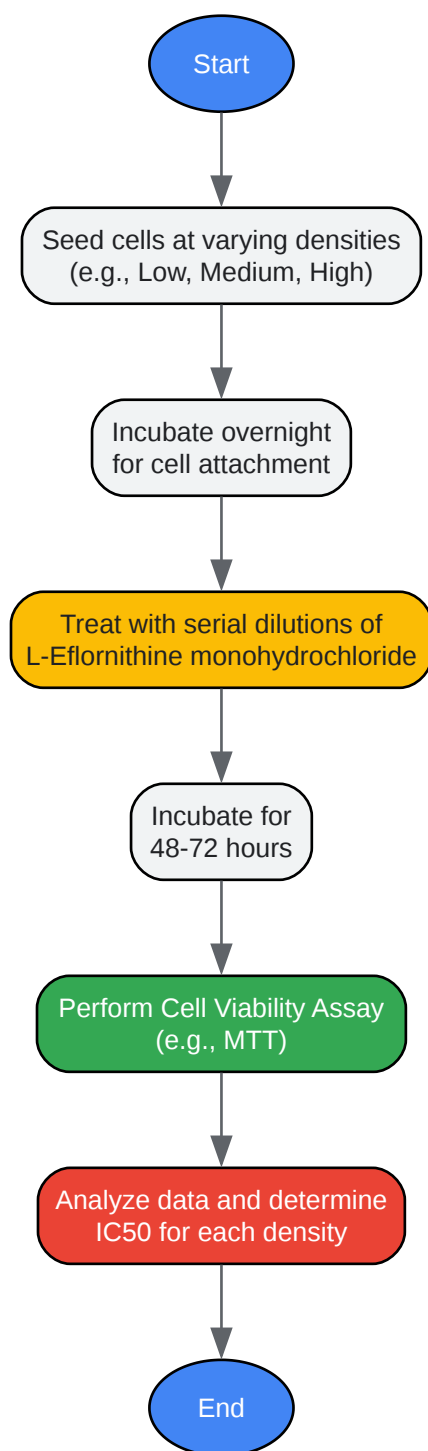 Start
Seed cells at varying densities
(e.g., Low, Medium, High)
Incubate overnight
for cell attachment
Treat with serial dilutions of
L-Eflornithine monohydrochloride
Incubate for
48-72 hours
Perform Cell Viability Assay
(e.g., MTT)
Analyze data and determine
IC50 for each density
End